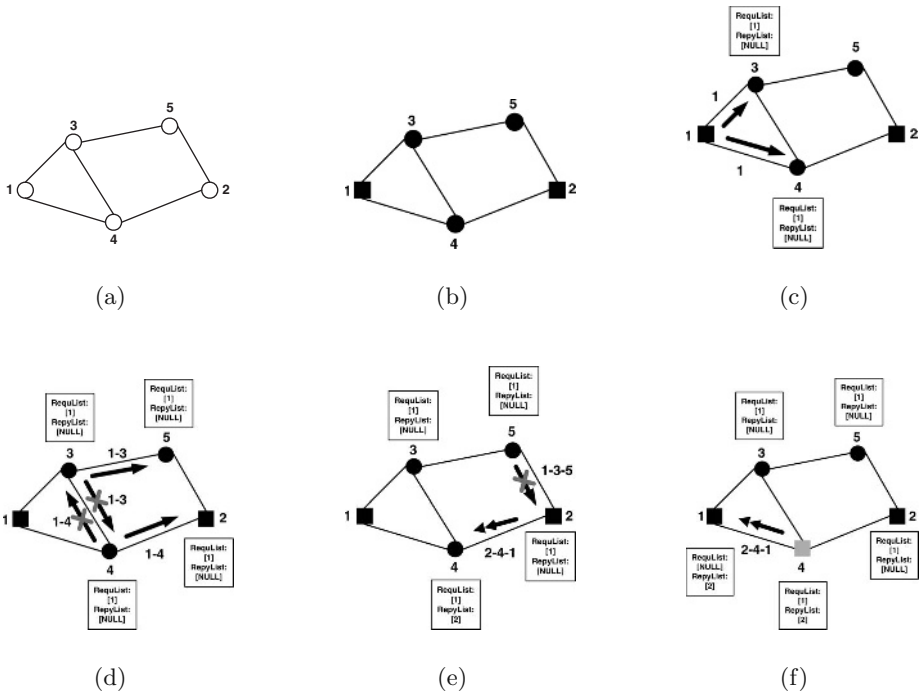 3
5
1
2
4
(a)
3
5
1
2
4
(b)
RequList:
[1]
RepyList:
[NULL]
5
3
1
1
2
1
4
RequList:
[1]
RepyList:
[NULL]
(c)
RequList:
[1]
RepyList:
[NULL]
RequList:
[1]
RepyList:
[NULL]
3
1-3
5
1-3
1
1-4
2
4
1-4
RequList:
[1]
RepyList:
[NULL]
RequList:
[1]
RepyList:
[NULL]
(d)
RequList:
[1]
RepyList:
[NULL]
RequList:
[1]
RepyList:
[NULL]
5
3
1-3-5
1
2
4
2-4-1
RequList:
[1]
RepyList:
[NULL]
RequList:
[1]
RepyList:
[2]
(e)
RequList:
[1]
RepyList:
[NULL]
RequList:
[1]
RepyList:
[NULL]
5
3
1
2
2-4-1
4
RequList:
[NULL]
RepyList:
[2]
RequList:
[1]
RepyList:
[2]
RequList:
[1]
RepyList:
[NULL]
(f)